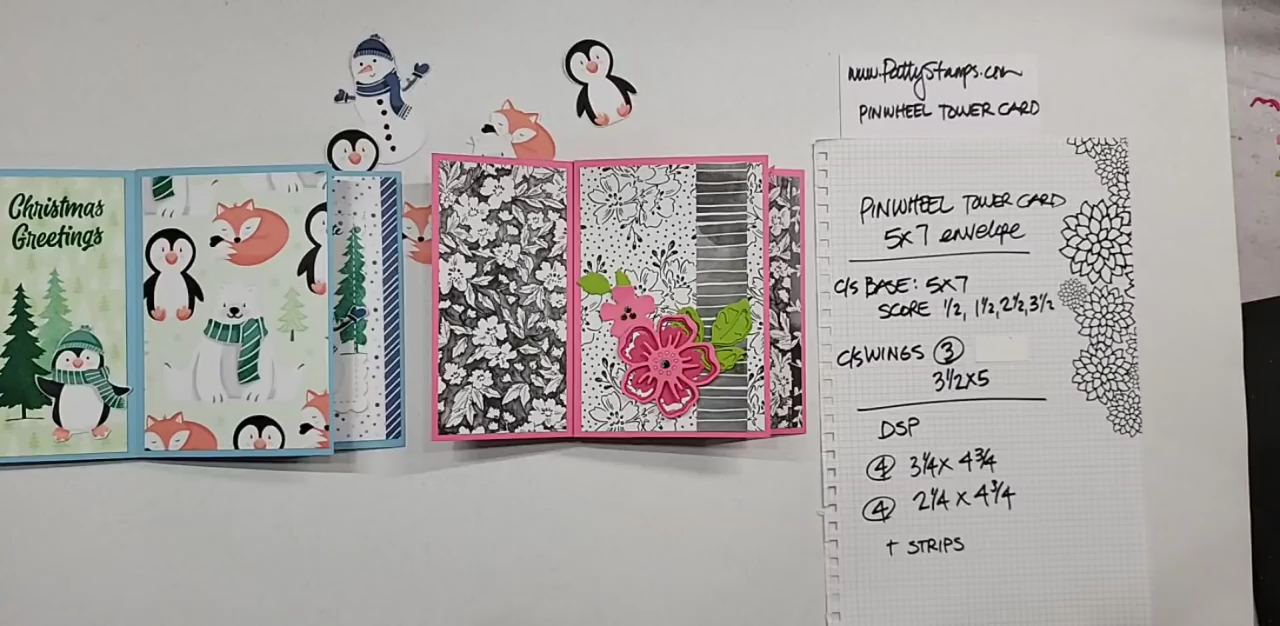 Christmas
Greetings
www.PattyStamps.com
PINWHEEL TOWER CARD
PINWHEEL TOWER CARD
5x7 envelope
C/S BASE: 5x7
SCORE 1/2, 1 1/2, 2 1/2, 3 1/2
C/S WINGS ③
3 1/2 x 5
DSP
④ 3 1/4 x 4 3/4
④ 2 1/4 x 4 3/4
+ STRIPS